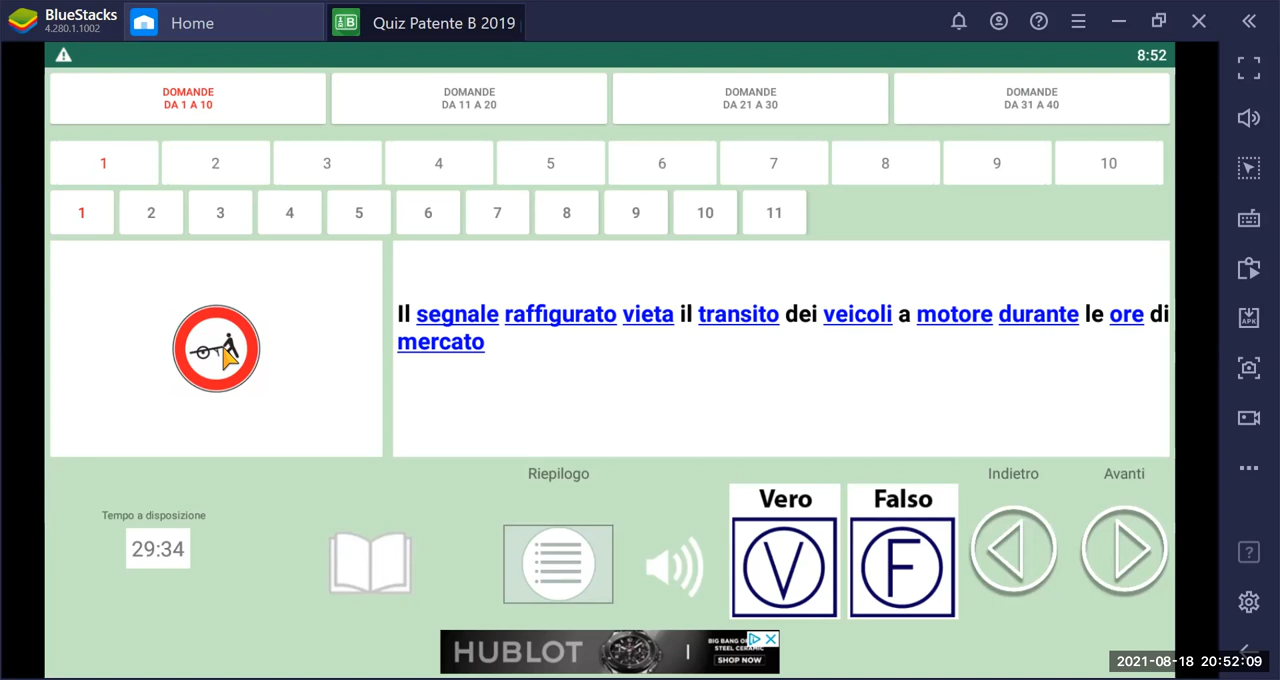 BlueStacks
4.280.1.1002
Home
Quiz Patente B 2019
8:52
DOMANDE
DA 1 A 10
DOMANDE
DA 11 A 20
DOMANDE
DA 21 A 30
DOMANDE
DA 31 A 40
1 2 3 4 5 6 7 8 9 10
1 2 3 4 5 6 7 8 9 10 11
Il segnale raffigurato vieta il transito dei veicoli a motore durante le ore di
mercato
Riepilogo
Indietro
Avanti
Vero
Falso
V
F
Tempo a disposizione
29:34
HUBLOT
BIG BANG
STEEL CERAMIC
SHOP NOW
2021-08-18 20:52:09